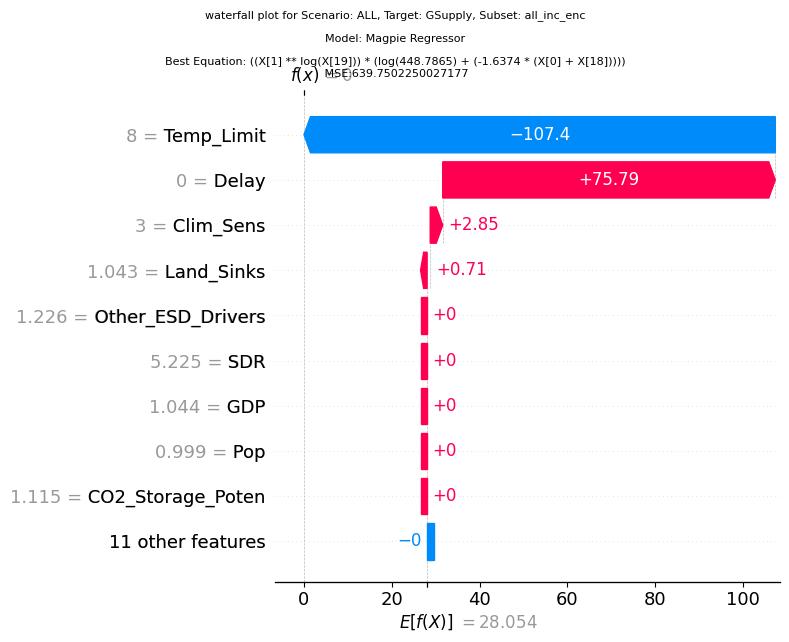 waterfall plot for Scenario: ALL, Target: GSupply, Subset: all_inc_enc
Model: Magpie Regressor
Best Equation: ((X[1] ** log(X[19])) * (log(448.7865) + (-1.6374 * (X[0] + X[18]))))
MSE:639.7502250027177
f(x) = 0
8 = Temp_Limit −107.4
0 = Delay +75.79
3 = Clim_Sens +2.85
1.043 = Land_Sinks +0.71
1.226 = Other_ESD_Drivers +0
5.225 = SDR +0
1.044 = GDP +0
0.999 = Pop +0
1.115 = CO2_Storage_Poten +0
11 other features −0
0 20 40 60 80 100
E[f(X)] = 28.054